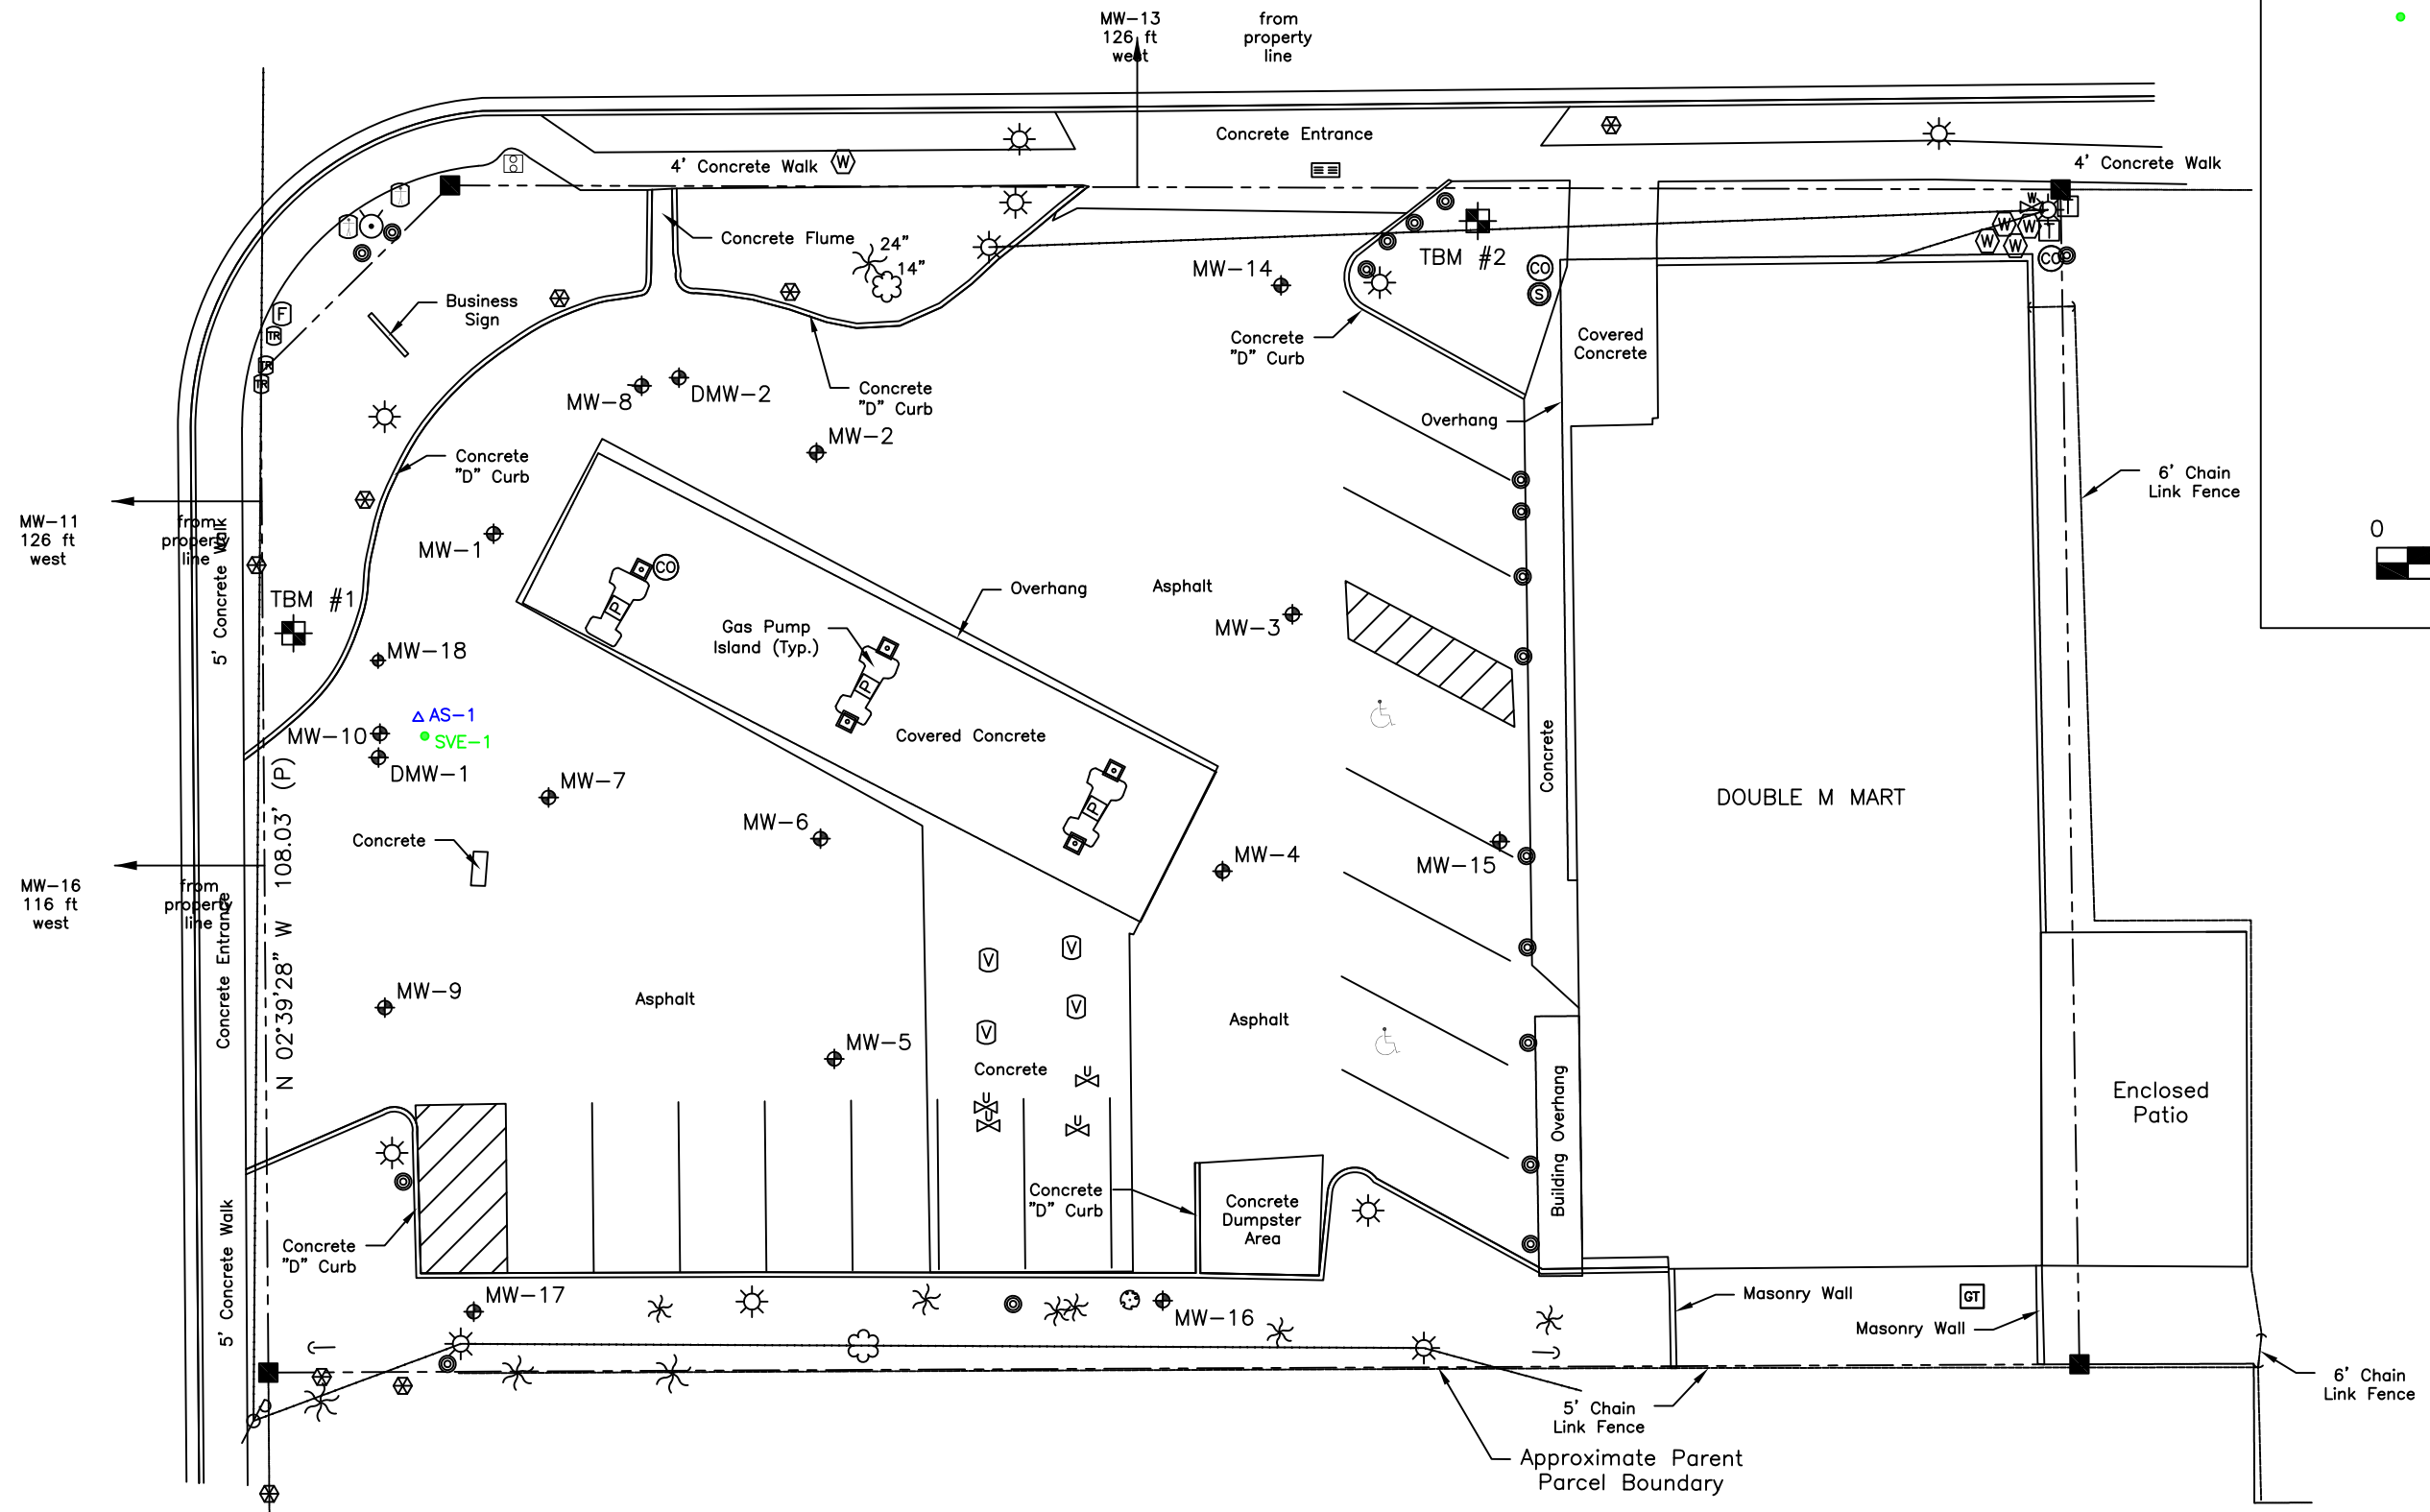 MW-13
126 ft
west
from
property
line
Concrete Entrance
4' Concrete Walk
W
4' Concrete Walk
Concrete Flume
24"
14"
MW-14
TBM #2
CO
S
W
W
W
W
W
T
T
CO
Business
Sign
F
TR
TR
TR
Concrete
"D" Curb
Covered
Concrete
MW-8
DMW-2
Concrete
"D" Curb
MW-2
Overhang
Concrete
"D" Curb
6' Chain
Link Fence
MW-11
126 ft
west
from
property
line
5' Concrete Walk
MW-1
CO
P
Overhang
Asphalt
0
TBM #1
Gas Pump
Island (Typ.)
MW-3
MW-18
P
AS-1
SVE-1
MW-10
DMW-1
Covered Concrete
Concrete
N 02°39'28" W 108.03' (P)
MW-7
MW-6
P
DOUBLE M MART
Concrete
MW-4
MW-15
MW-16
116 ft
west
from
property
line
Concrete Entrance
V
V
V
V
MW-9
Asphalt
Asphalt
MW-5
Concrete
U
U
U
U
Building Overhang
Enclosed
Patio
Concrete
"D" Curb
Concrete
Dumpster
Area
5' Concrete Walk
Concrete
"D" Curb
MW-17
MW-16
Masonry Wall
GT
Masonry Wall
6' Chain
Link Fence
5' Chain
Link Fence
Approximate Parent
Parcel Boundary